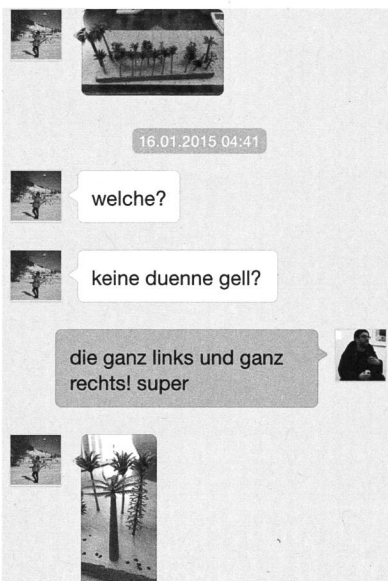 16.01.2015 04:41
welche?
keine duenne gell?
die ganz links und ganz
rechts! super